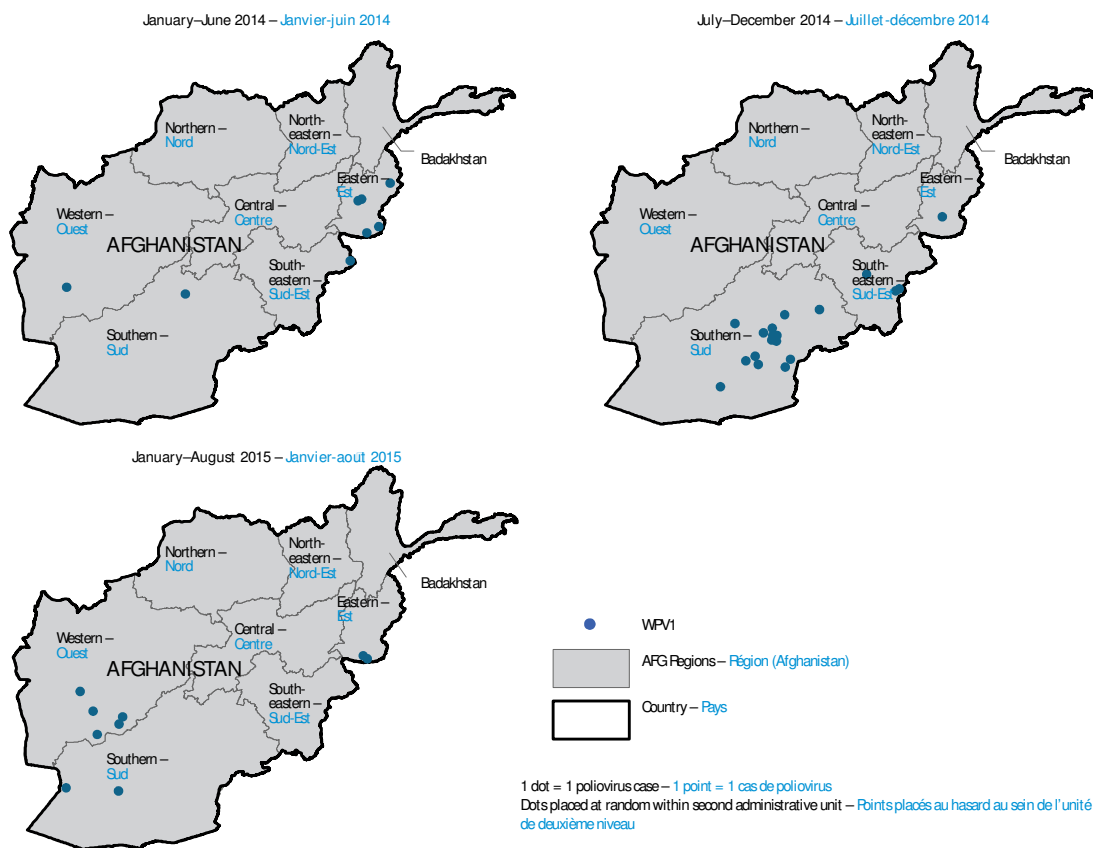 January–June 2014 – Janvier-juin 2014
Northern –
Nord
North-
eastern –
Nord-Est
Badakhstan
Eastern –
Est
Western –
Ouest
Central –
Centre
AFGHANISTAN
South-
eastern –
Sud-Est
Southern –
Sud
July–December 2014 – Juillet-décembre 2014
Northern –
Nord
North-
eastern –
Nord-Est
Badakhstan
Eastern –
Est
Western –
Ouest
Central –
Centre
AFGHANISTAN
South-
eastern –
Sud-Est
Southern –
Sud
January–August 2015 – Janvier-août 2015
Northern –
Nord
North-
eastern –
Nord-Est
Badakhstan
Eastern –
Est
Western –
Ouest
Central –
Centre
AFGHANISTAN
South-
eastern –
Sud-Est
Southern –
Sud
WPV1
AFG Regions – Région (Afghanistan)
Country – Pays
1 dot = 1 poliovirus case – 1 point = 1 cas de poliovirus
Dots placed at random within second administrative unit – Points placés au hasard au sein de l'unité
de deuxième niveau